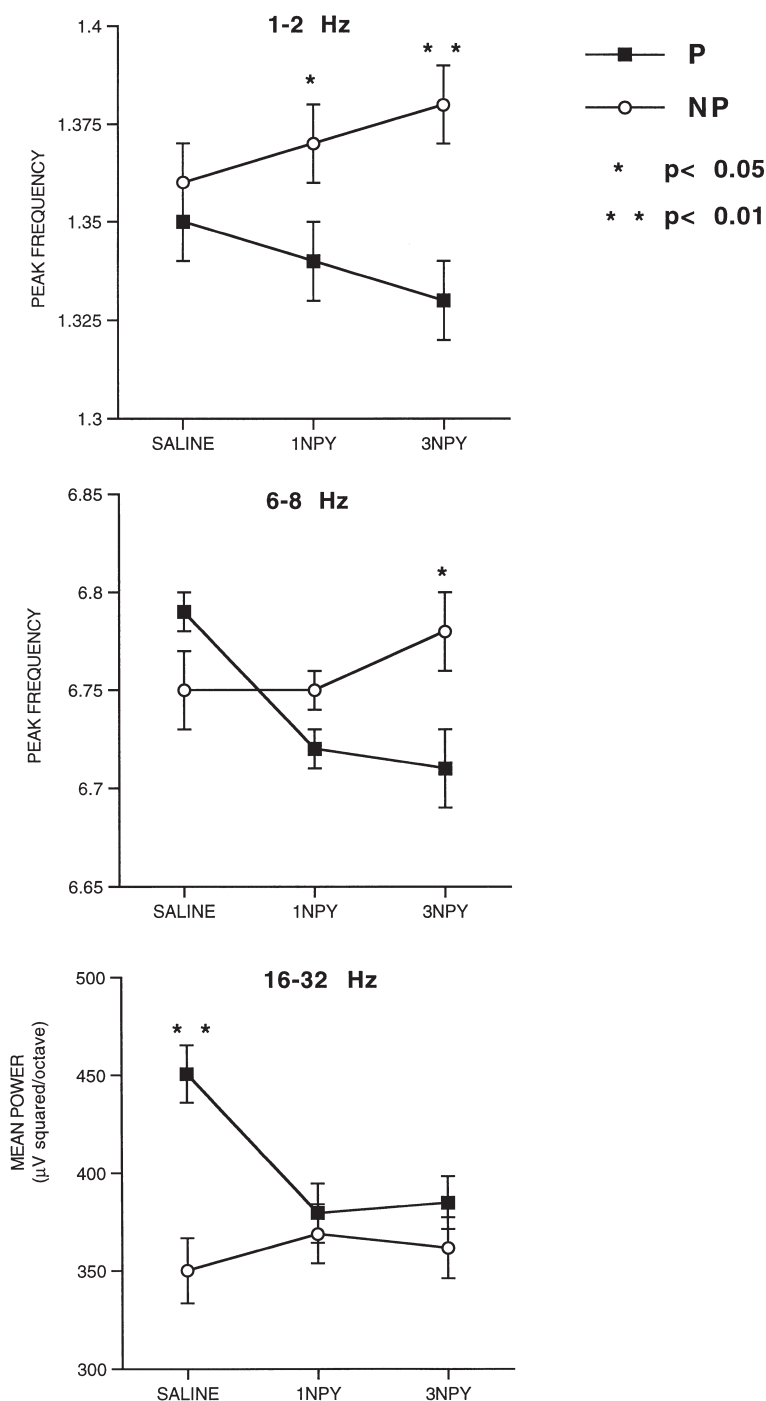 1-2 Hz
1.4
1.375
1.35
1.325
1.3
PEAK FREQUENCY
* *
*
SALINE 1NPY 3NPY
P
NP
* p< 0.05
* * p< 0.01
6-8 Hz
6.85
6.8
6.75
6.7
6.65
PEAK FREQUENCY
*
SALINE 1NPY 3NPY
16-32 Hz
500
450
400
350
300
MEAN POWER
(µV squared/octave)
* *
SALINE 1NPY 3NPY